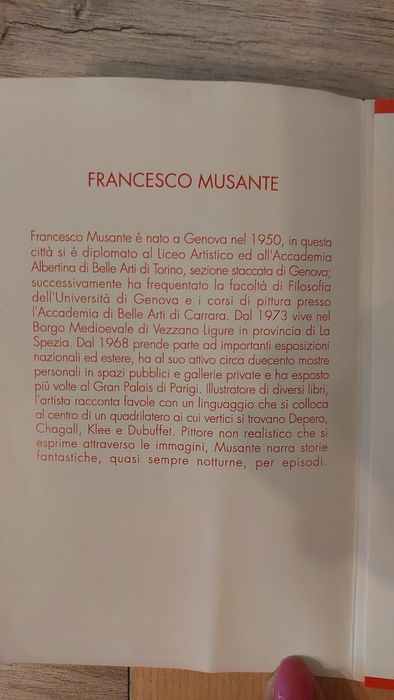 FRANCESCO MUSANTE
Francesco Musante é nato a Genova nel 1950, in questa
città si é diplomato al Liceo Artistico ed all'Accademia
Albertina di Belle Arti di Torino, sezione staccata di Genova;
successivamente ha frequentato la facoltà di Filosofia
dell'Università di Genova e i corsi di pittura presso
l'Accademia di Belle Arti di Carrara. Dal 1973 vive nel
Borgo Medioevale di Vezzano Ligure in provincia di La
Spezia. Dal 1968 prende parte ad importanti esposizioni
nazionali ed estere, ha al suo attivo circa duecento mostre
personali in spazi pubblici e gallerie private e ha esposto
più volte al Gran Palais di Parigi. Illustratore di diversi libri,
l'artista racconta favole con un linguaggio che si colloca
al centro di un quadrilatero ai cui vertici si trovano Depero,
Chagall, Klee e Dubuffet. Pittore non realistico che si
esprime attraverso le immagini, Musante narra storie
fantastiche, quasi sempre notturne, per episodi.